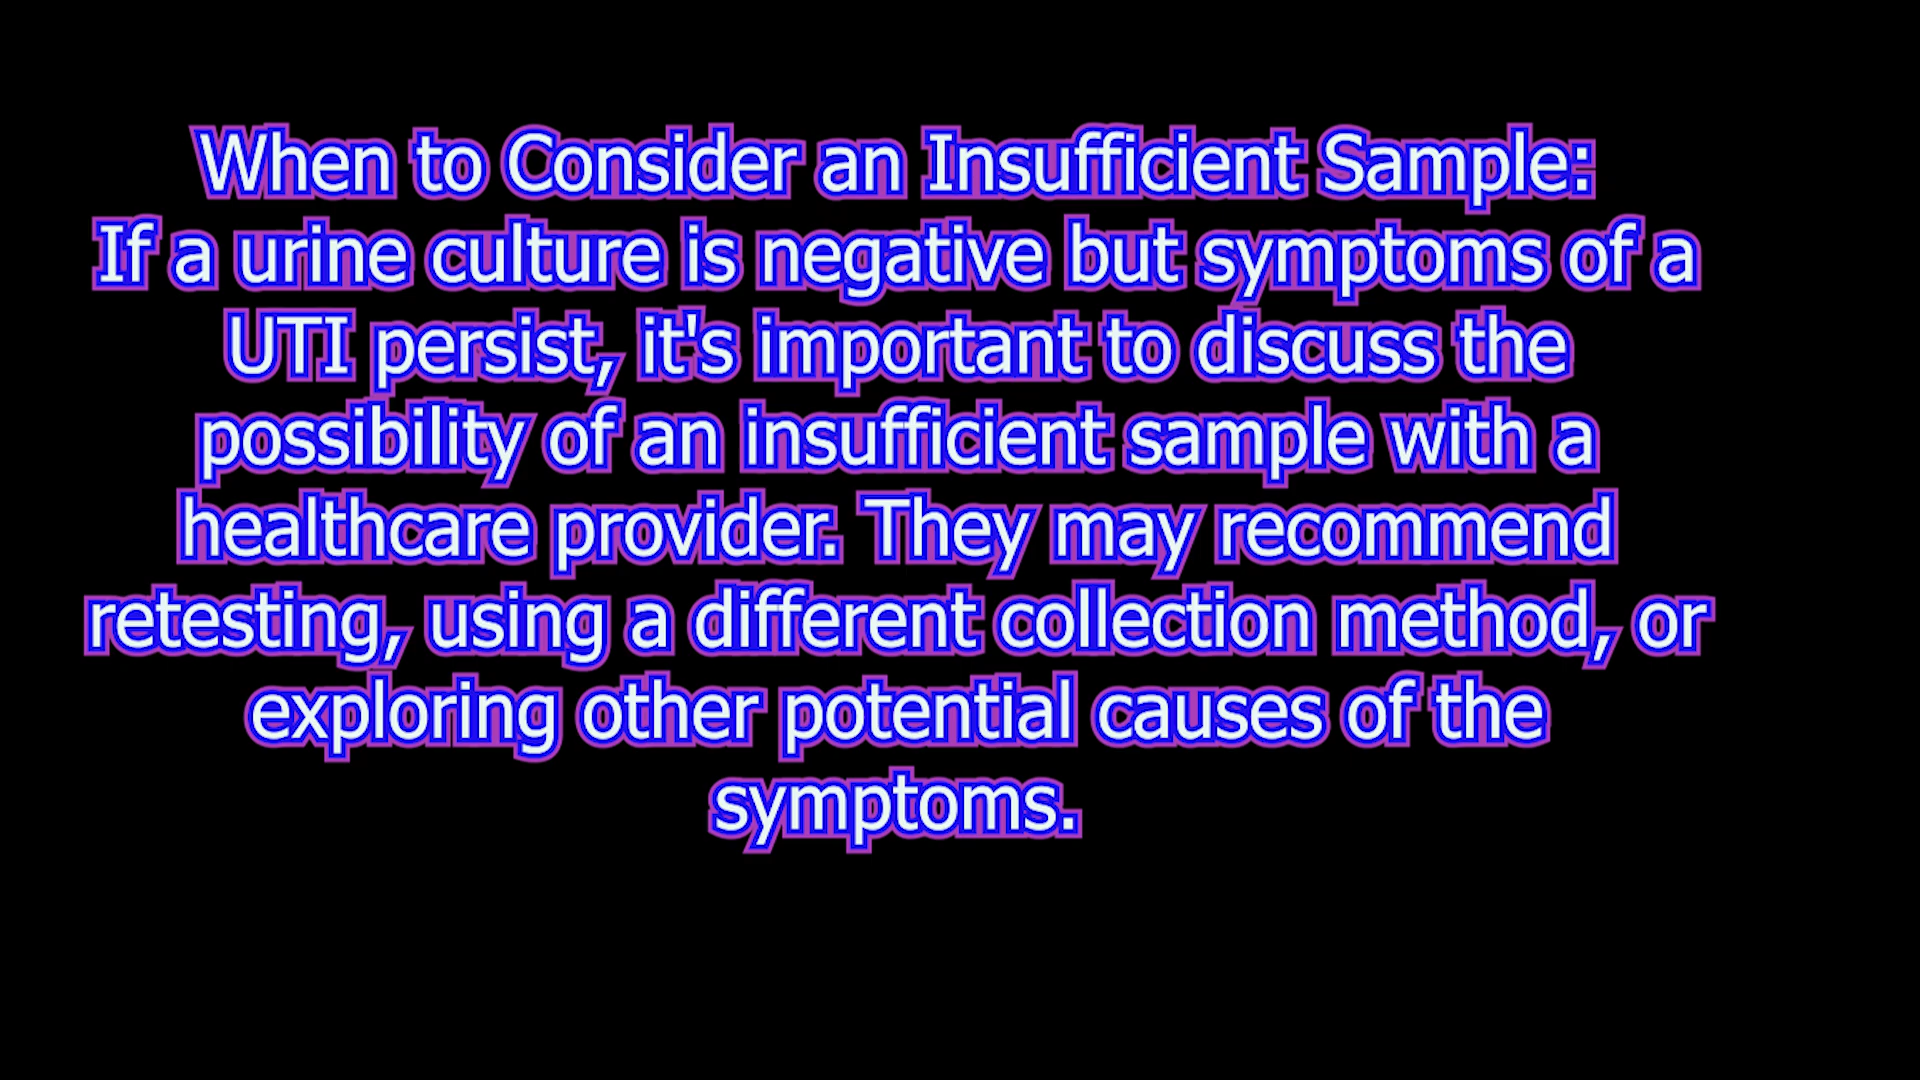 When to Consider an Insufficient Sample:
If a urine culture is negative but symptoms of a
UTI persist, it's important to discuss the
possibility of an insufficient sample with a
healthcare provider. They may recommend
retesting, using a different collection method, or
exploring other potential causes of the
symptoms.